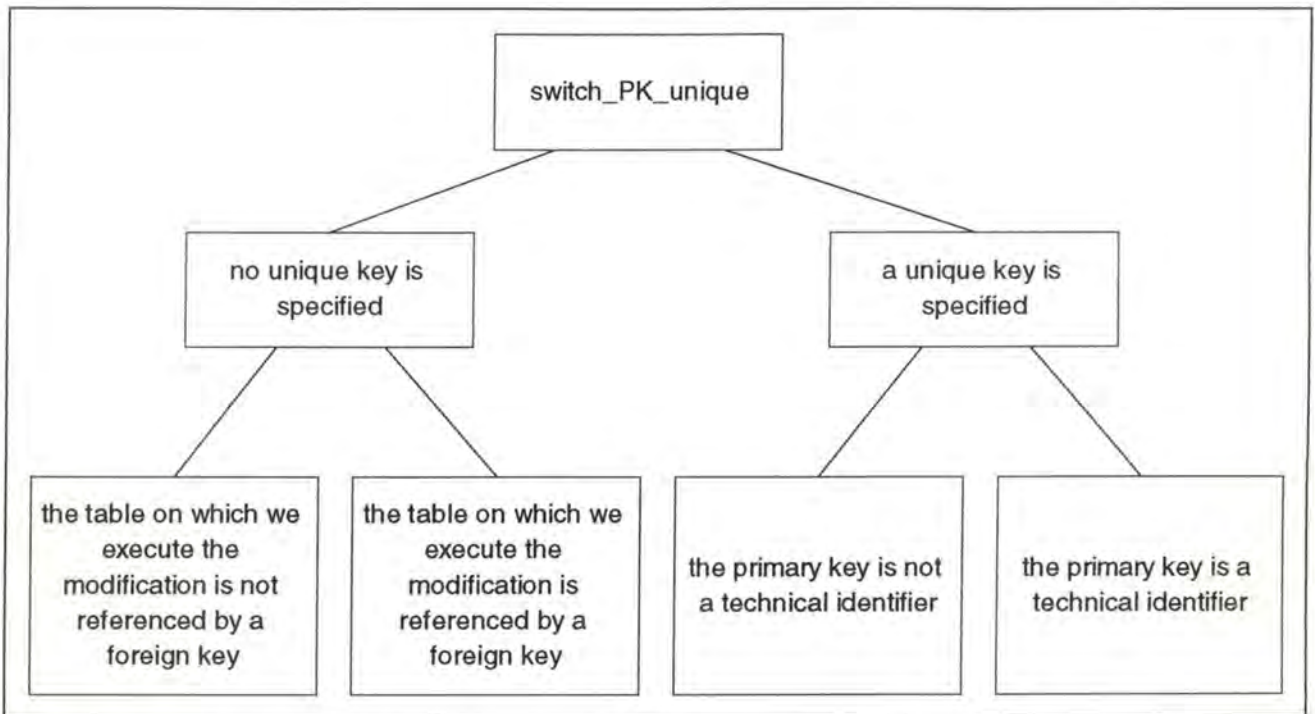 switch_PK_unique
no unique key is
specified
a unique key is
specified
the table on which we
execute the
modification is not
referenced by a
foreign key
the table on which we
execute the
modification is
referenced by a
foreign key
the primary key is not
a technical identifier
the primary key is a
technical identifier